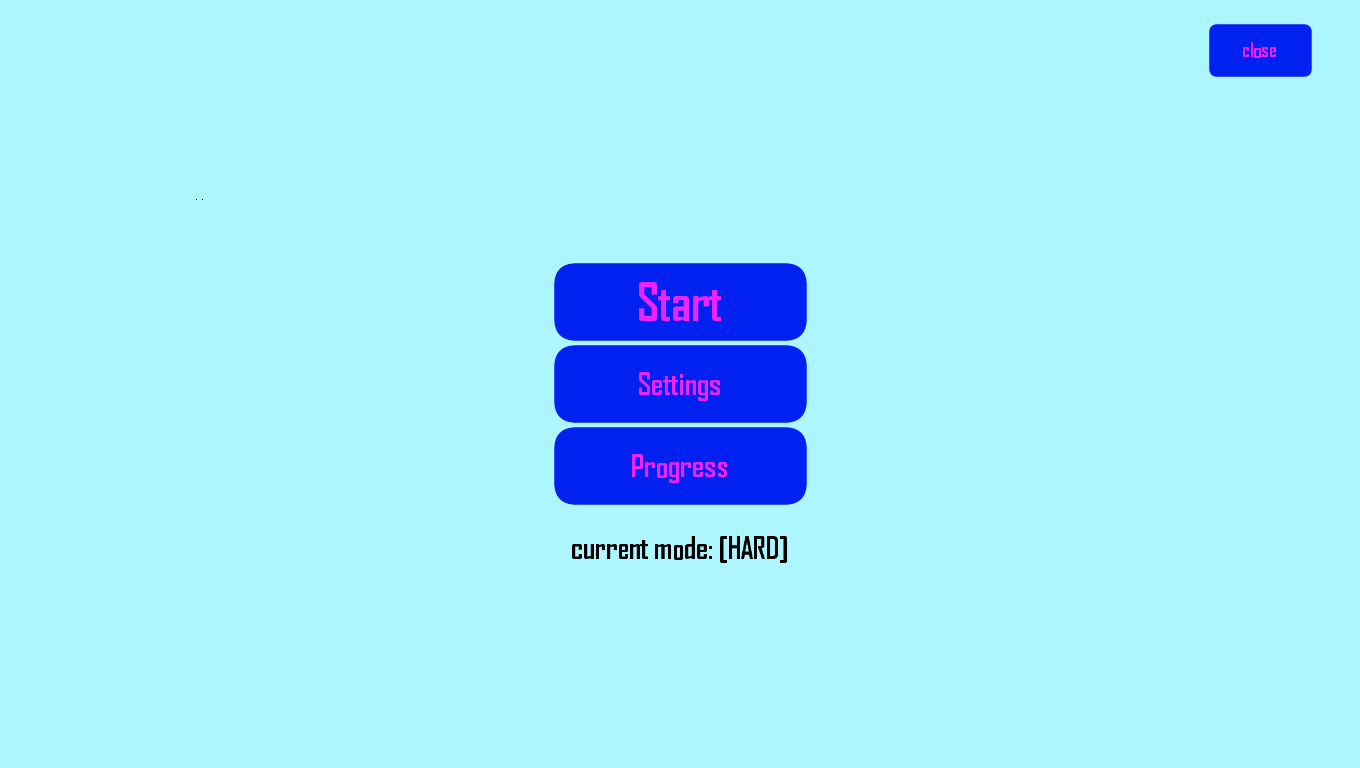 close
Start
Settings
Progress
current mode: [HARD]